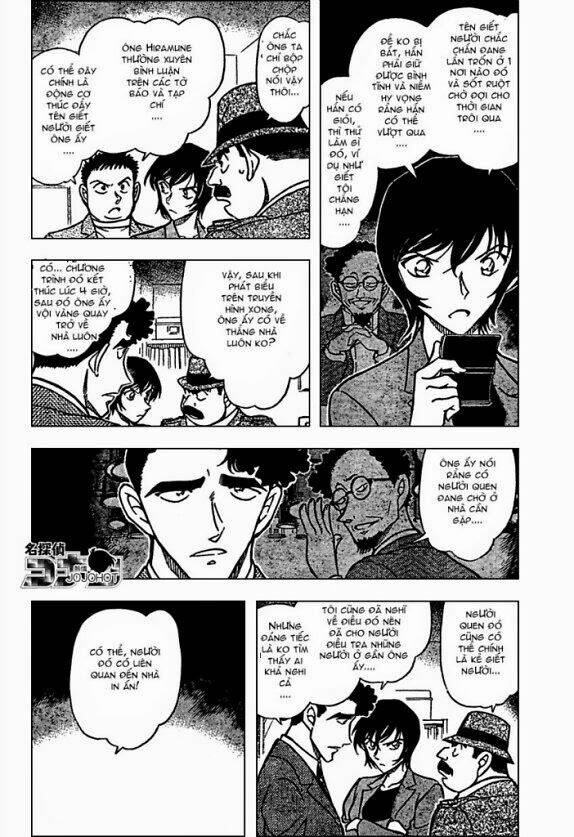 TÊN GIẾT
NGƯỜI CHẮC
CHẮN ĐANG
LẨN TRỐN Ở 1
NƠI NÀO ĐÓ
VÀ SỐT RUỘT
CHỜ ĐỢI CHO
THỜI GIAN
TRÔI QUA
....
ĐỂ KO BỊ
BẮT, HẮN
PHẢI GIỮ
ĐƯỢC BÌNH
TĨNH VÀ NIỀM
HY VỌNG
RẰNG HẮN
CÓ THỂ
VƯỢT QUA
....
NẾU
HẮN CÓ
GIỎI,
THÌ THỬ
LÀM GÌ
ĐÓ, VÍ
DỤ NHƯ
GIẾT
TÔI
CHẲNG
HẠN
CHẮC
ÔNG TA
CHỈ BỘP
CHỘP
NÓI VẬY
THÔI...
ÔNG HIRAMUNE
THƯỜNG XUYÊN
BÌNH LUẬN
TRÊN CÁC TỜ
BÁO VÀ TẠP
CHÍ
....
CÓ THỂ ĐÂY
CHÍNH LÀ
ĐỘNG CƠ
THÚC ĐẨY
TÊN GIẾT
NGƯỜI GIẾT
ÔNG ẤY
....
VẬY, SAU KHI
PHÁT BIỂU
TRÊN TRUYỀN
HÌNH XONG,
ÔNG ẤY CÓ VỀ
THẲNG NHÀ
LUÔN KO?
CÓ... CHƯƠNG
TRÌNH ĐÓ KẾT
THÚC LÚC 4 GIỜ,
SAU ĐÓ ÔNG ẤY
VỘI VÀNG QUAY
TRỞ VỀ
NHÀ LUÔN
....
ÔNG ẤY NÓI
RẰNG CÓ
NGƯỜI QUEN
ĐANG CHỜ Ở
NHÀ CẦN
GẶP....
名探偵
コナン
JOJOHOT
NGƯỜI
QUEN ĐÓ
CŨNG CÓ
THỂ CHÍNH
LÀ KẺ GIẾT
NGƯỜI...
TÔI CŨNG ĐÃ NGHĨ
VỀ ĐIỀU ĐÓ NÊN
ĐÃ CHO NGƯỜI
ĐIỀU TRA NHỮNG
NGƯỜI Ở GẦN ÔNG
ẤY....
NHƯNG
ĐÁNG TIẾC
LÀ KO TÌM
THẤY AI
KHẢ NGHI
CẢ
....
CÓ THỂ, NGƯỜI
ĐÓ CÓ LIÊN
QUAN ĐẾN NHÀ
IN ẤN!